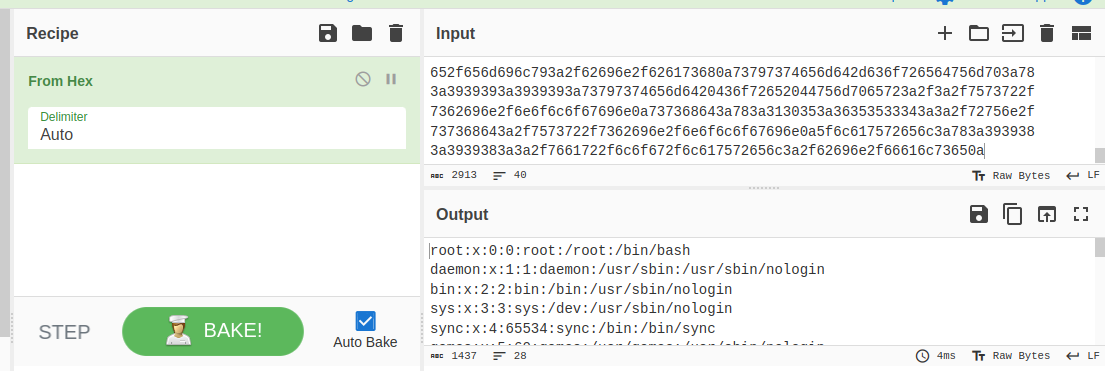 Recipe
From Hex
Delimiter
Auto
STEP
BAKE!
Auto Bake
Input
652f656d696c793a2f62696e2f626173680a73797374656d642d636f726564756d703a78
3a3939393a3939393a73797374656d6420436f72652044756d7065723a2f3a2f7573722f
7362696e2f6e6f6c6f67696e0a737368643a783a3130353a36353533343a3a2f72756e2f
737368643a2f7573722f7362696e2f6e6f6c6f67696e0a5f6c617572656c3a783a393938
3a3939383a3a2f7661722f6c6f672f6c617572656c3a2f62696e2f66616c73650a
ABC 2913 40 Raw Bytes LF
Output
root:x:0:0:root:/root:/bin/bash
daemon:x:1:1:daemon:/usr/sbin:/usr/sbin/nologin
bin:x:2:2:bin:/bin:/usr/sbin/nologin
sys:x:3:3:sys:/dev:/usr/sbin/nologin
sync:x:4:65534:sync:/bin:/bin/sync
ABC 1437 28 4ms Raw Bytes LF